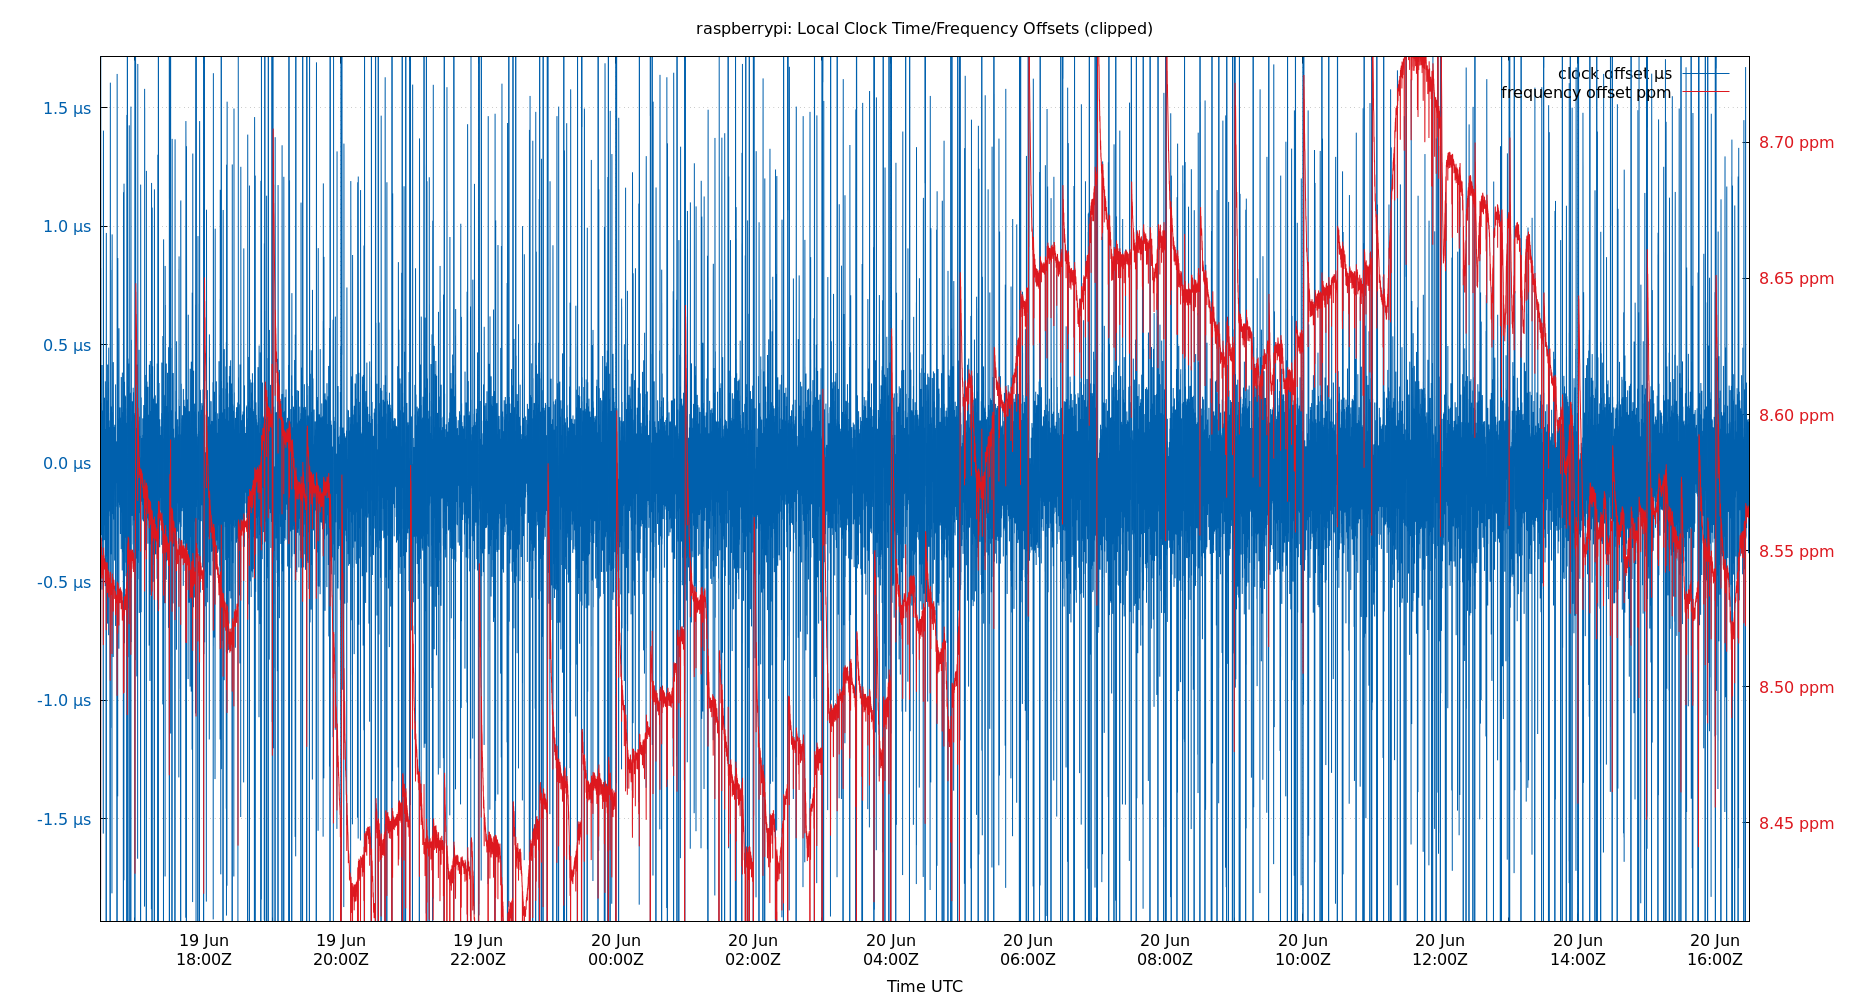 raspberrypi: Local Clock Time/Frequency Offsets (clipped)
clock offset µs
frequency offset ppm
1.5 µs
1.0 µs
0.5 µs
0.0 µs
-0.5 µs
-1.0 µs
-1.5 µs
8.70 ppm
8.65 ppm
8.60 ppm
8.55 ppm
8.50 ppm
8.45 ppm
19 Jun 19 Jun 19 Jun 20 Jun 20 Jun 20 Jun 20 Jun 20 Jun 20 Jun 20 Jun 20 Jun 20 Jun
18:00Z 20:00Z 22:00Z 00:00Z 02:00Z 04:00Z 06:00Z 08:00Z 10:00Z 12:00Z 14:00Z 16:00Z
Time UTC